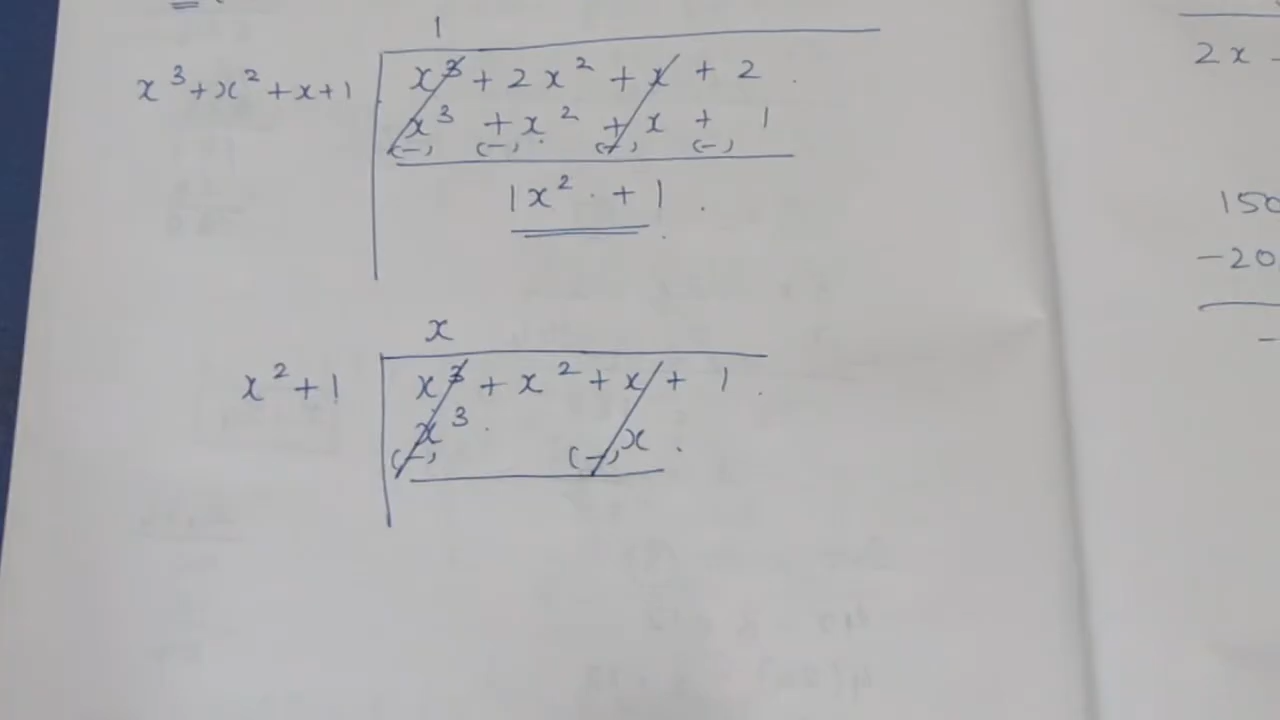 1
x³+x²+x+1 x³ + 2x² + x + 2
x³ + x² + x + 1
(-) (-) (-) (-)
1x² + 1
x
x²+1 x³ + x² + x + 1
x³ x
(-) (-)
2x
150
-20
-